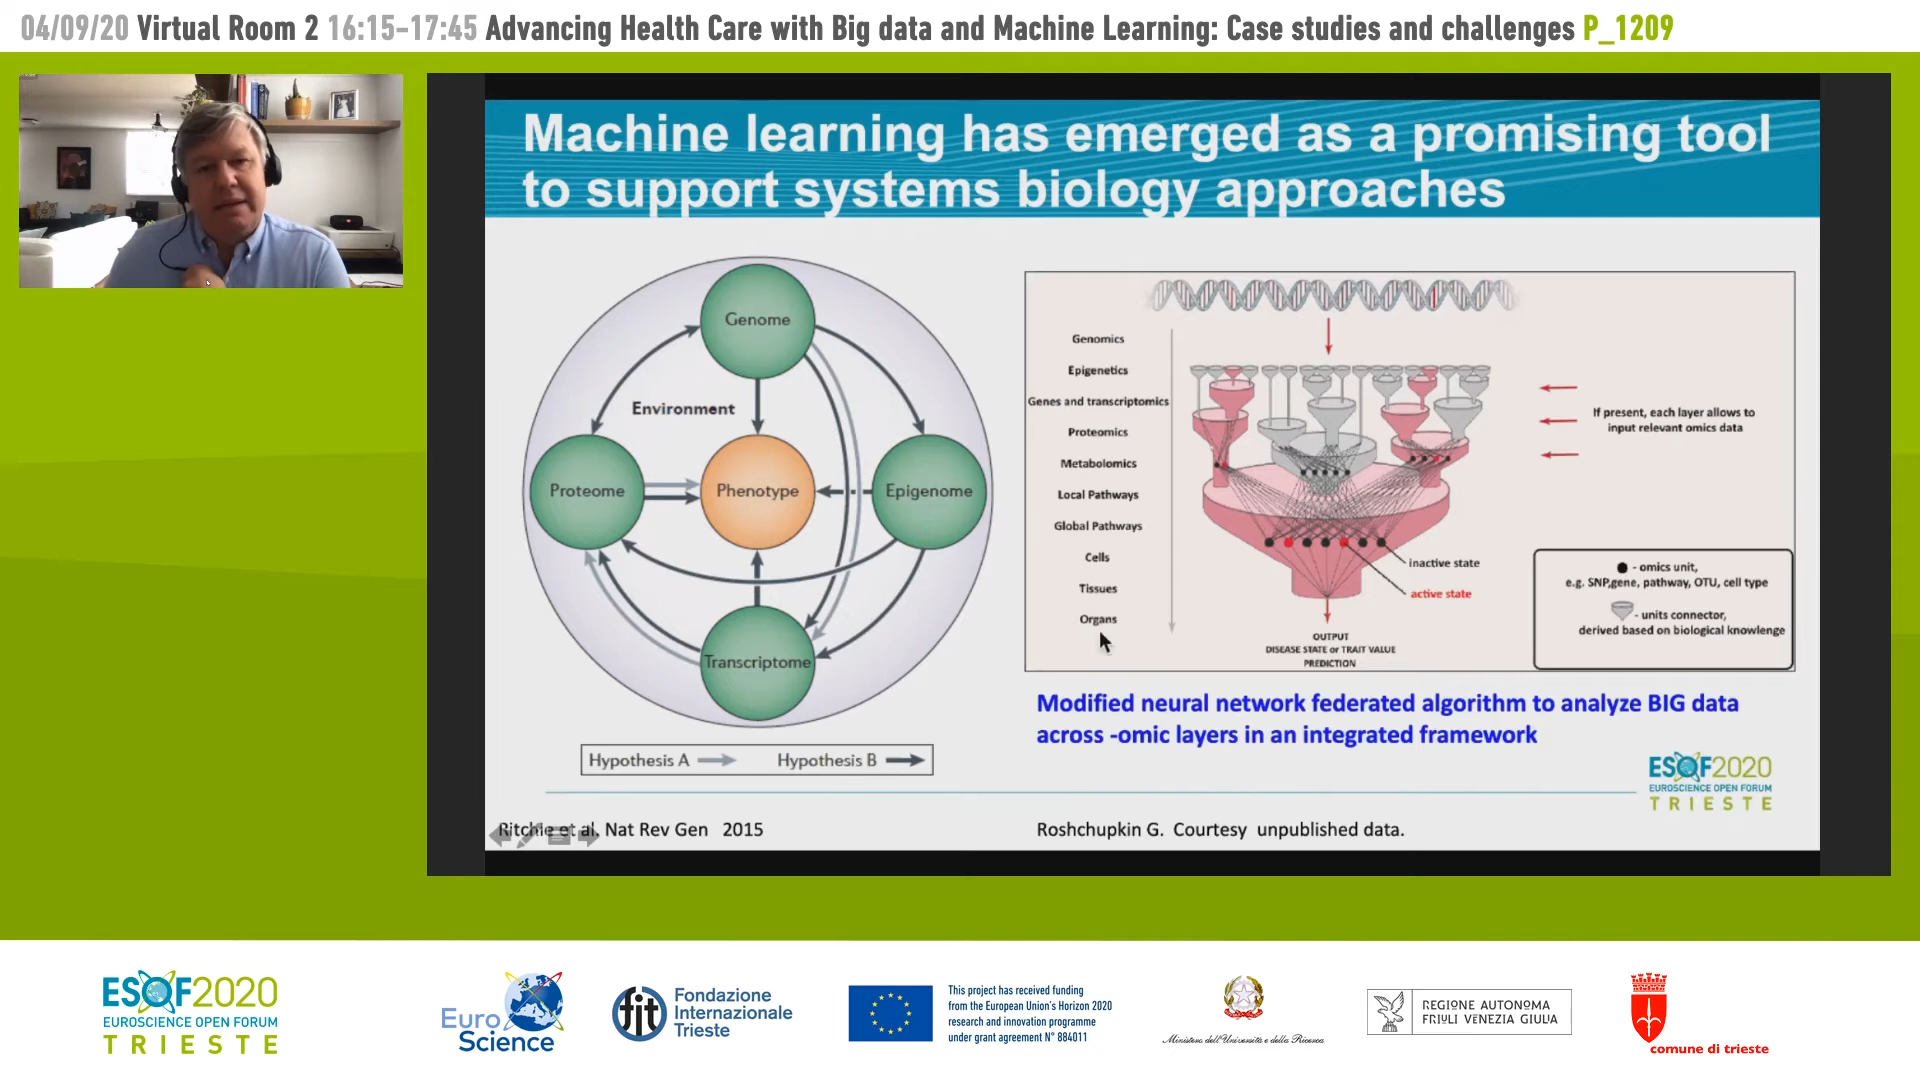 04/09/20 Virtual Room 2 16:15-17:45 Advancing Health Care with Big data and Machine Learning: Case studies and challenges P_1209
Machine learning has emerged as a promising tool
to support systems biology approaches
Genome
Environment
Proteome
Phenotype
Epigenome
Transcriptome
Hypothesis A
Hypothesis B
Ritchie et al. Nat Rev Gen 2015
Genomics
Epigenetics
Genes and transcriptomics
Proteomics
Metabolomics
Local Pathways
Global Pathways
Cells
Tissues
Organs
If present, each layer allows to
input relevant omics data
inactive state
active state
OUTPUT
DISEASE STATE or TRAIT VALUE
PREDICTION
- omics unit,
e.g. SNP,gene, pathway, OTU, cell type
- units connector,
derived based on biological knowlenge
Modified neural network federated algorithm to analyze BIG data
across -omic layers in an integrated framework
ESOF2020
EUROSCIENCE OPEN FORUM
TRIESTE
Roshchupkin G. Courtesy unpublished data.
ESOF2020
EUROSCIENCE OPEN FORUM
TRIESTE
Euro
Science
fit
Fondazione
Internazionale
Trieste
This project has received funding
from the European Union's Horizon 2020
research and innovation programme
under grant agreement N° 884011
Ministero dell'Università e della Ricerca
REGIONE AUTONOMA
FRIULI VENEZIA GIULIA
comune di trieste